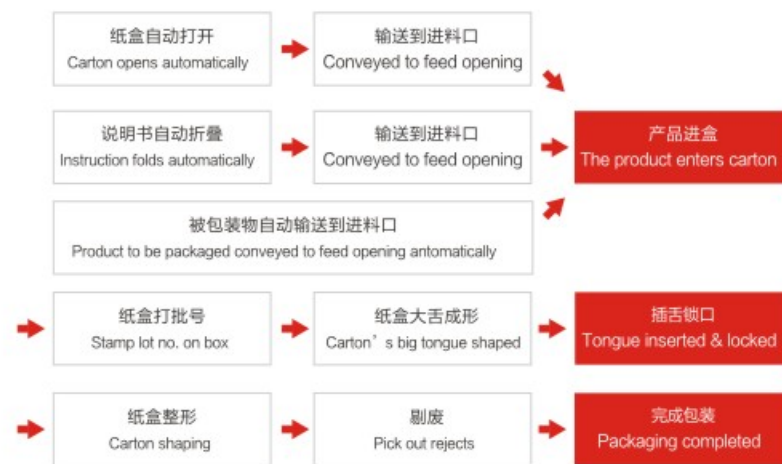 纸盒自动打开
Carton opens automatically
输送到进料口
Conveyed to feed opening
说明书自动折叠
Instruction folds automatically
输送到进料口
Conveyed to feed opening
产品进盒
The product enters carton
被包装物自动输送到进料口
Product to be packaged conveyed to feed opening antomatically
纸盒打批号
Stamp lot no. on box
纸盒大舌成形
Carton’s big tongue shaped
插舌锁口
Tongue inserted & locked
纸盒整形
Carton shaping
剔废
Pick out rejects
完成包装
Packaging completed